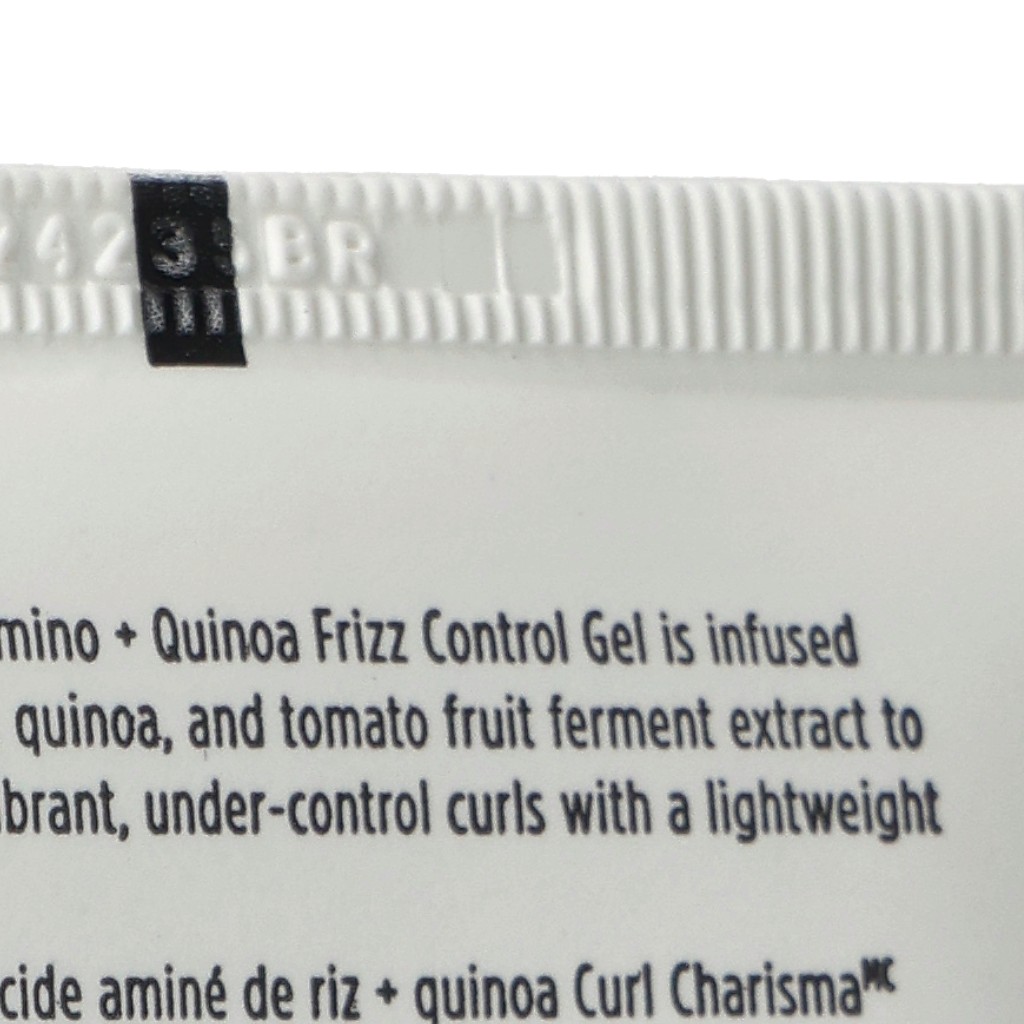 mino + Quinoa Frizz Control Gel is infused
quinoa, and tomato fruit ferment extract to
brant, under-control curls with a lightweight
cide aminé de riz + quinoa Curl Charismaᴹᶜ